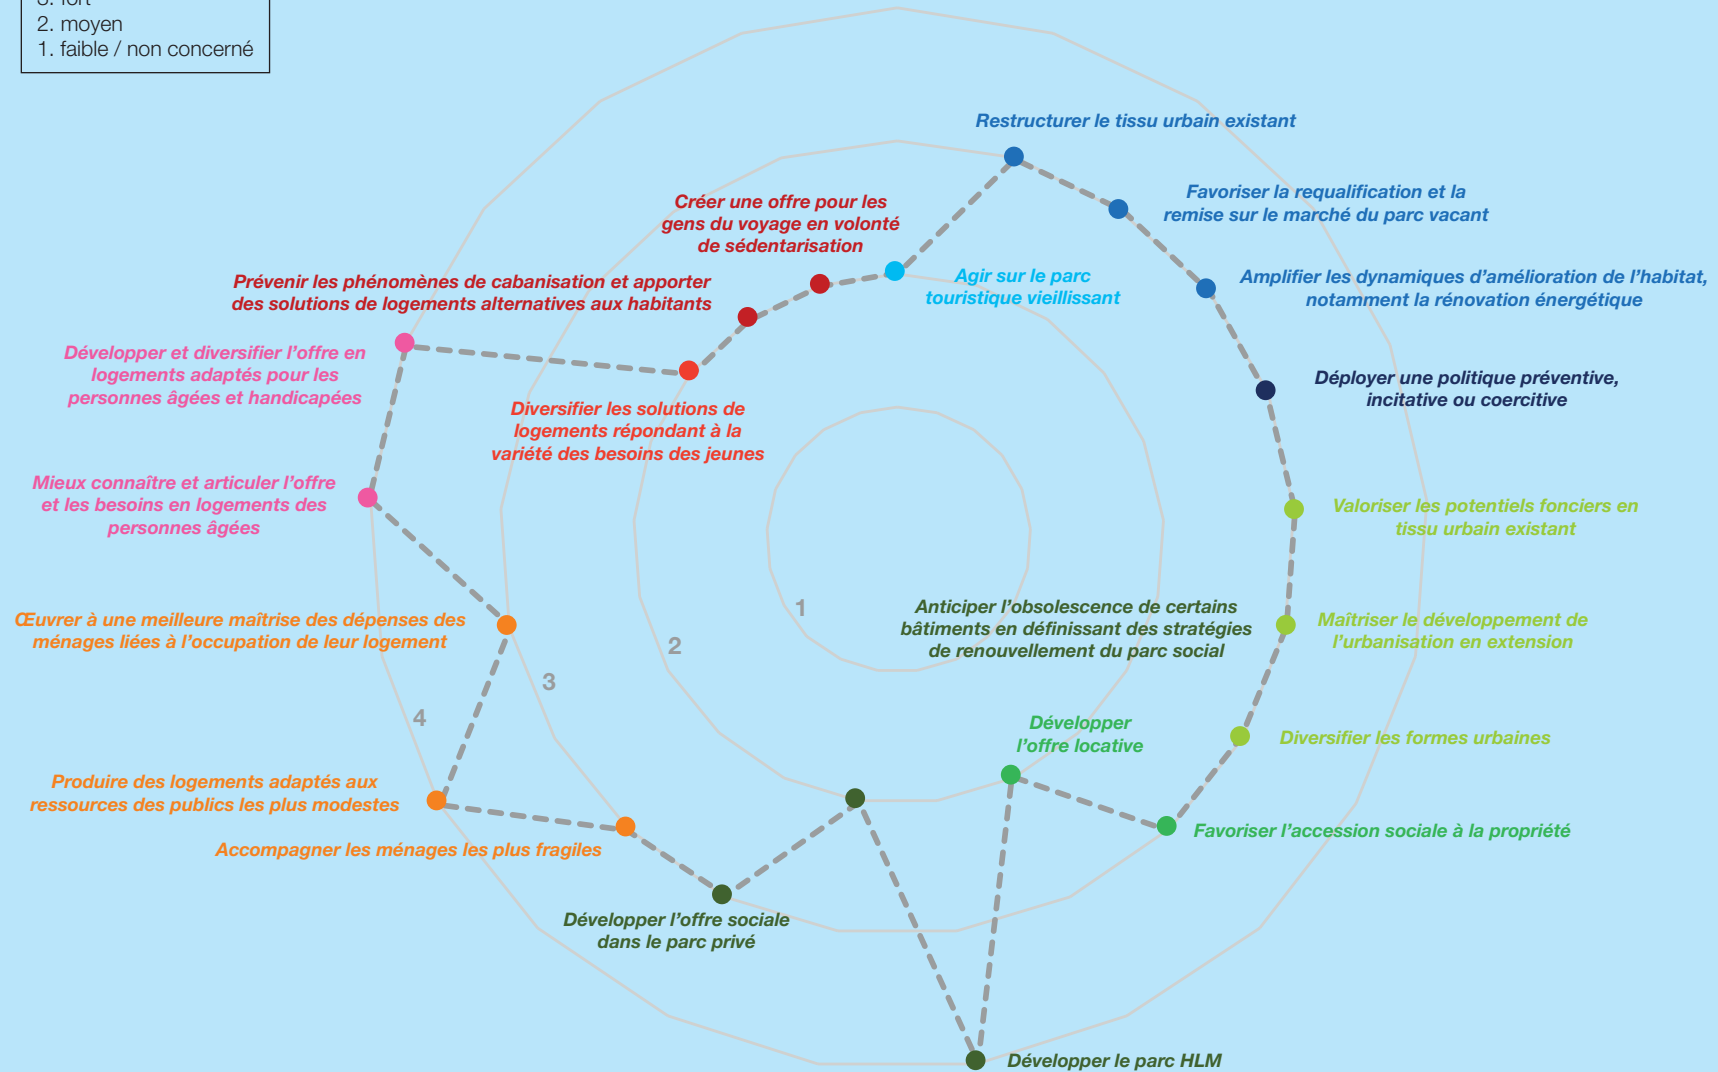 3. fort
2. moyen
1. faible / non concerné
Restructurer le tissu urbain existant
Favoriser la requalification et la
remise sur le marché du parc vacant
Créer une offre pour les
gens du voyage en volonté
de sédentarisation
Agir sur le parc
touristique vieillissant
Amplifier les dynamiques d’amélioration de l’habitat,
notamment la rénovation énergétique
Prévenir les phénomènes de cabanisation et apporter
des solutions de logements alternatives aux habitants
Développer et diversifier l’offre en
logements adaptés pour les
personnes âgées et handicapées
Déployer une politique préventive,
incitative ou coercitive
Diversifier les solutions de
logements répondant à la
variété des besoins des jeunes
Mieux connaître et articuler l’offre
et les besoins en logements des
personnes âgées
Valoriser les potentiels fonciers en
tissu urbain existant
Œuvrer à une meilleure maîtrise des dépenses des
ménages liées à l’occupation de leur logement
1
2
3
4
Anticiper l’obsolescence de certains
bâtiments en définissant des stratégies
de renouvellement du parc social
Maîtriser le développement de
l’urbanisation en extension
Développer
l’offre locative
Diversifier les formes urbaines
Produire des logements adaptés aux
ressources des publics les plus modestes
Accompagner les ménages les plus fragiles
Favoriser l’accession sociale à la propriété
Développer l’offre sociale
dans le parc privé
Développer le parc HLM